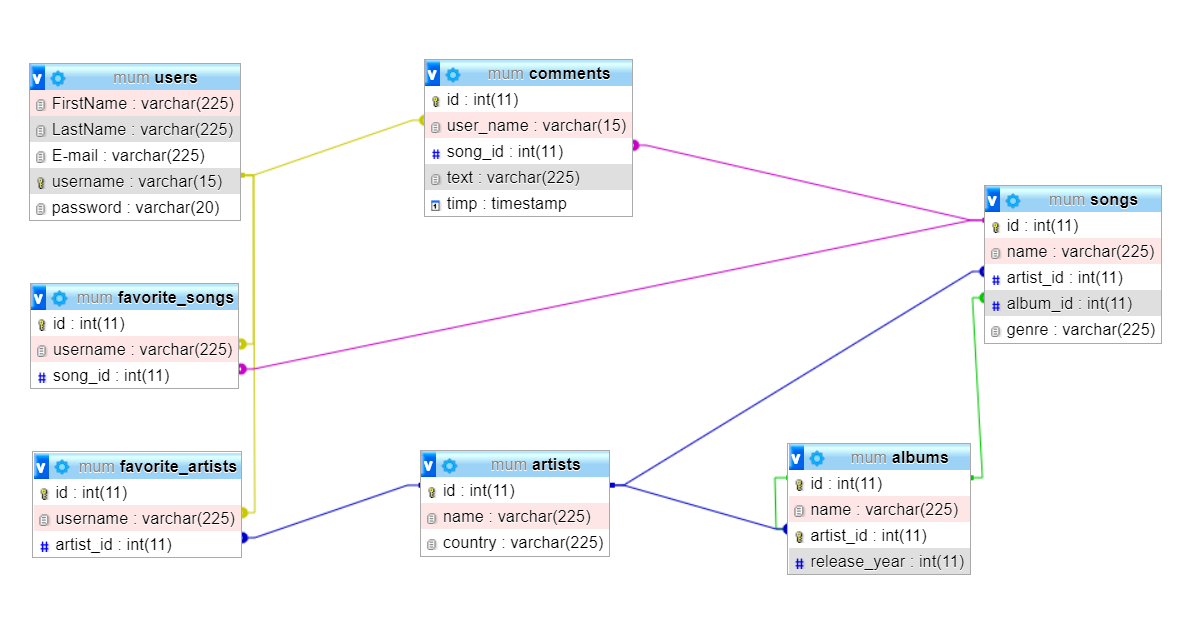 mum users
FirstName : varchar(225)
LastName : varchar(225)
E-mail : varchar(225)
username : varchar(15)
password : varchar(20)
mum comments
id : int(11)
user_name : varchar(15)
song_id : int(11)
text : varchar(225)
timp : timestamp
mum songs
id : int(11)
name : varchar(225)
artist_id : int(11)
album_id : int(11)
genre : varchar(225)
mum favorite_songs
id : int(11)
username : varchar(225)
song_id : int(11)
mum favorite_artists
id : int(11)
username : varchar(225)
artist_id : int(11)
mum artists
id : int(11)
name : varchar(225)
country : varchar(225)
mum albums
id : int(11)
name : varchar(225)
artist_id : int(11)
release_year : int(11)